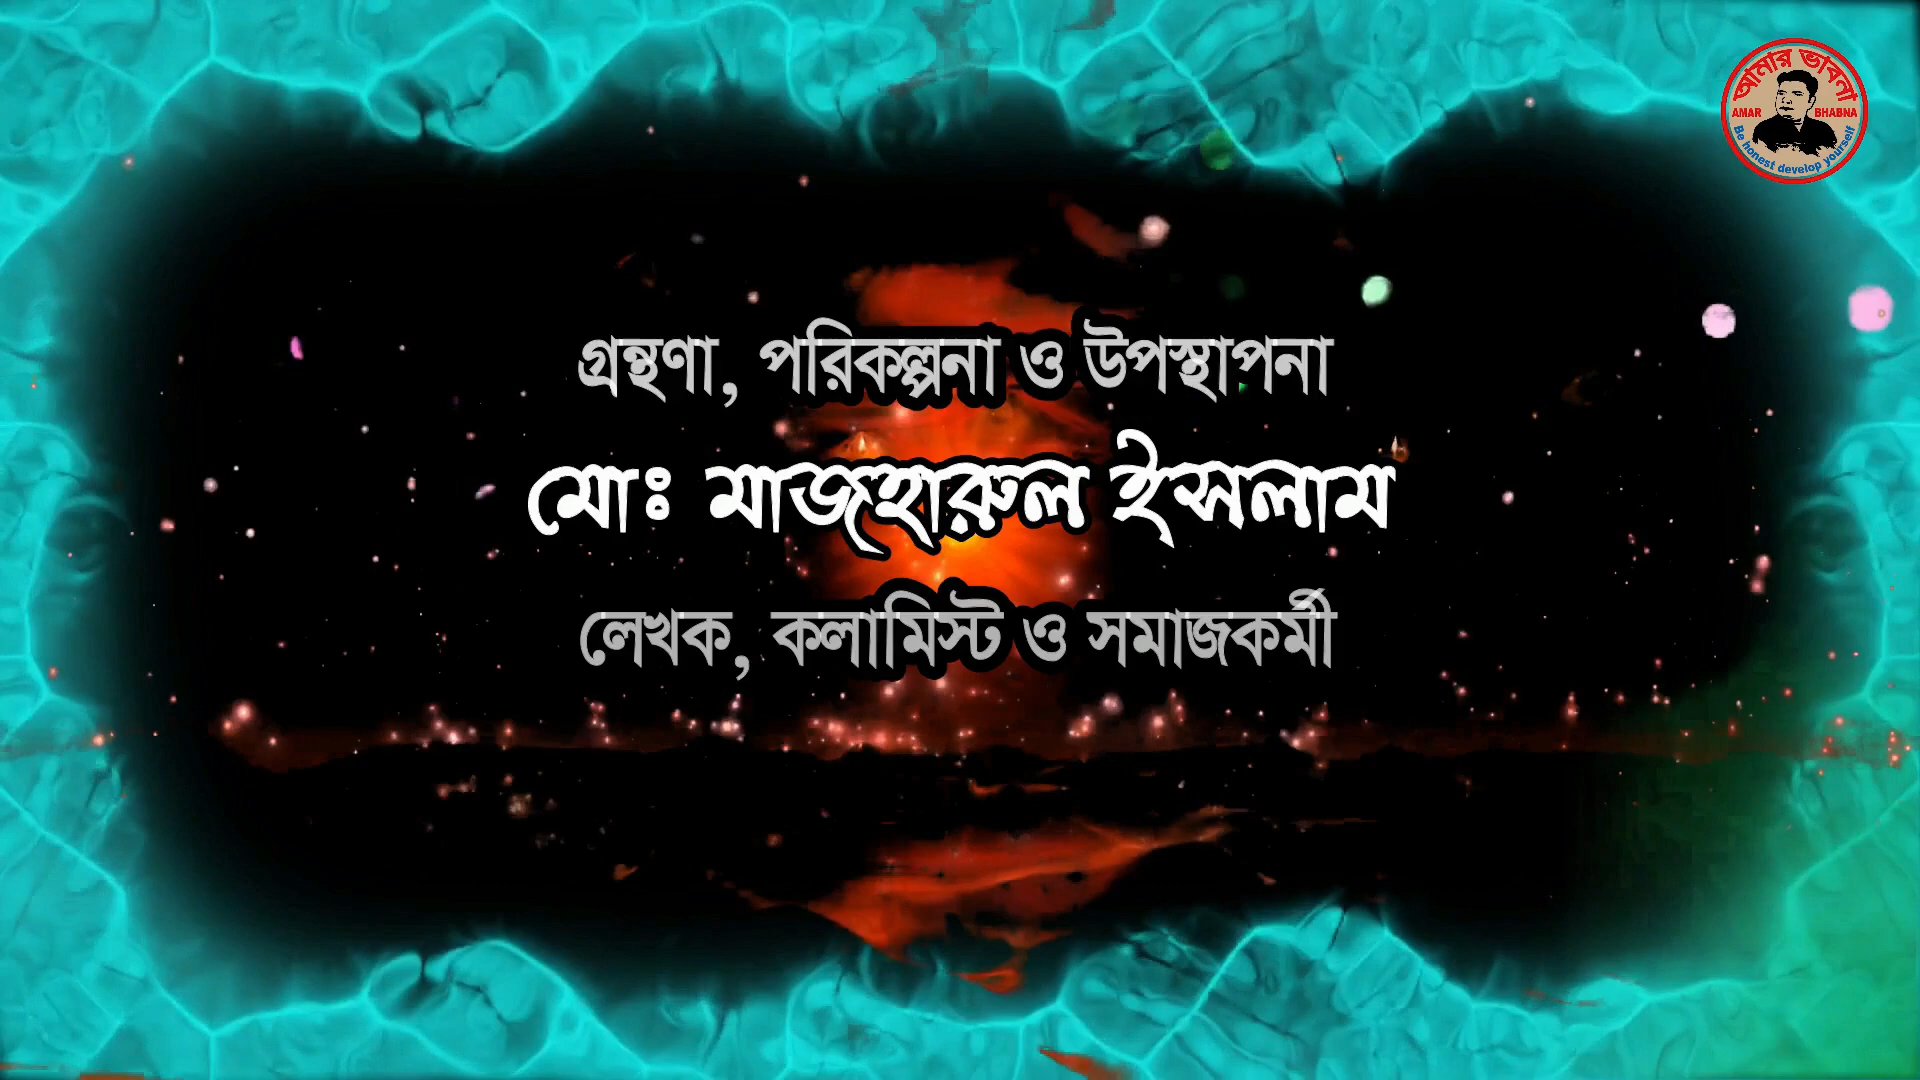 আমার ভাবনা
AMAR BHABNA
Be honest develop yourself
গ্রন্থণা, পরিকল্পনা ও উপস্থাপনা
মোঃ মাজহারুল ইসলাম
লেখক, কলামিস্ট ও সমাজকর্মী